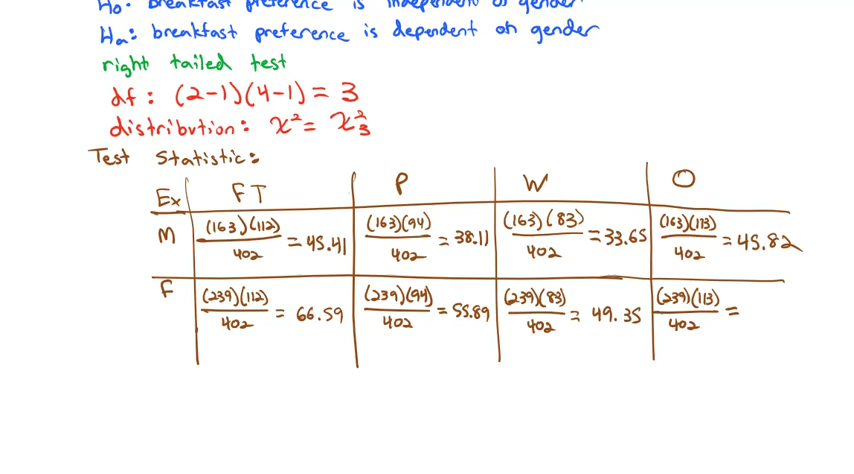 Ho: breakfast preference is independent of gender
Ha: breakfast preference is dependent on gender
right tailed test
df: (2-1)(4-1) = 3
distribution: χ² = χ²₃
Test Statistic:
Ex FT P W O
M (163)(112)/402 = 45.41 (163)(94)/402 = 38.11 (163)(83)/402 = 33.65 (163)(113)/402 = 45.82
F (239)(112)/402 = 66.59 (239)(94)/402 = 55.89 (239)(83)/402 = 49.35 (239)(113)/402 =